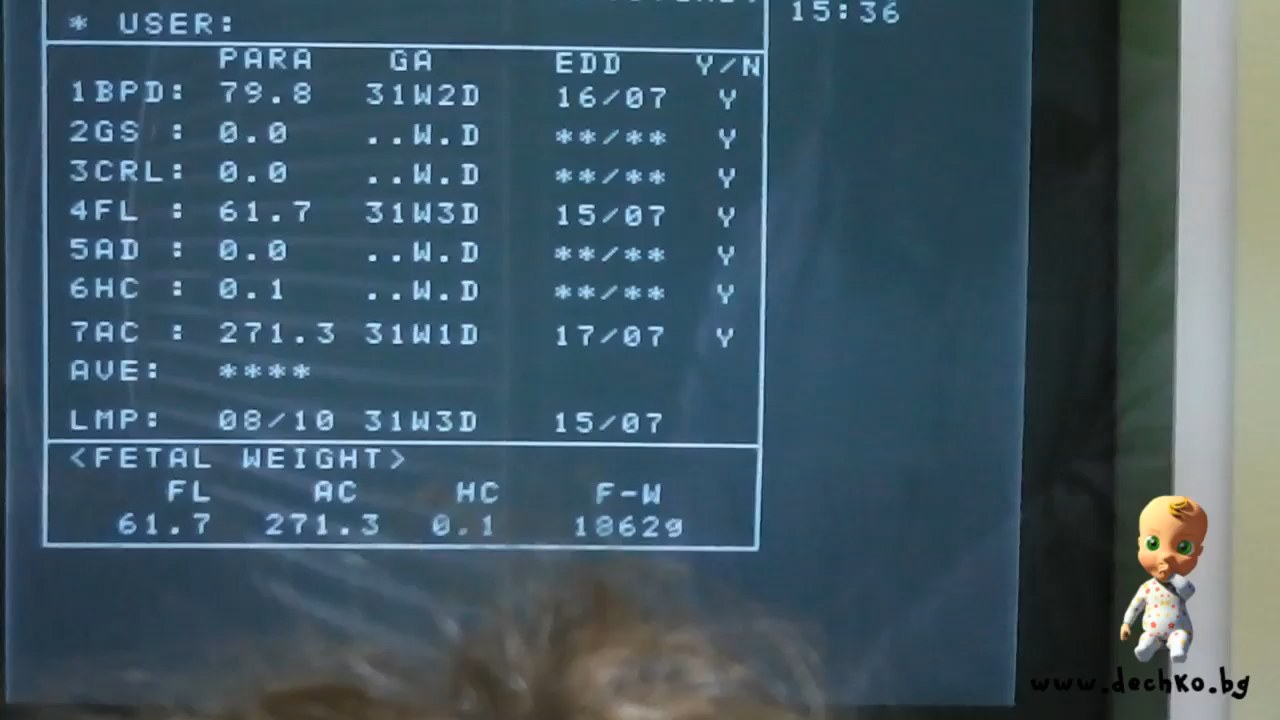 15:36
* USER:
PARA GA EDD Y/N
1BPD: 79.8 31W2D 16/07 Y
2GS : 0.0 ..W.D **/** Y
3CRL: 0.0 ..W.D **/** Y
4FL : 61.7 31W3D 15/07 Y
5AD : 0.0 ..W.D **/** Y
6HC : 0.1 ..W.D **/** Y
7AC : 271.3 31W1D 17/07 Y
AVE: ****
LMP: 08/10 31W3D 15/07
<FETAL WEIGHT>
FL AC HC F-W
61.7 271.3 0.1 1862g
www.dechko.bg